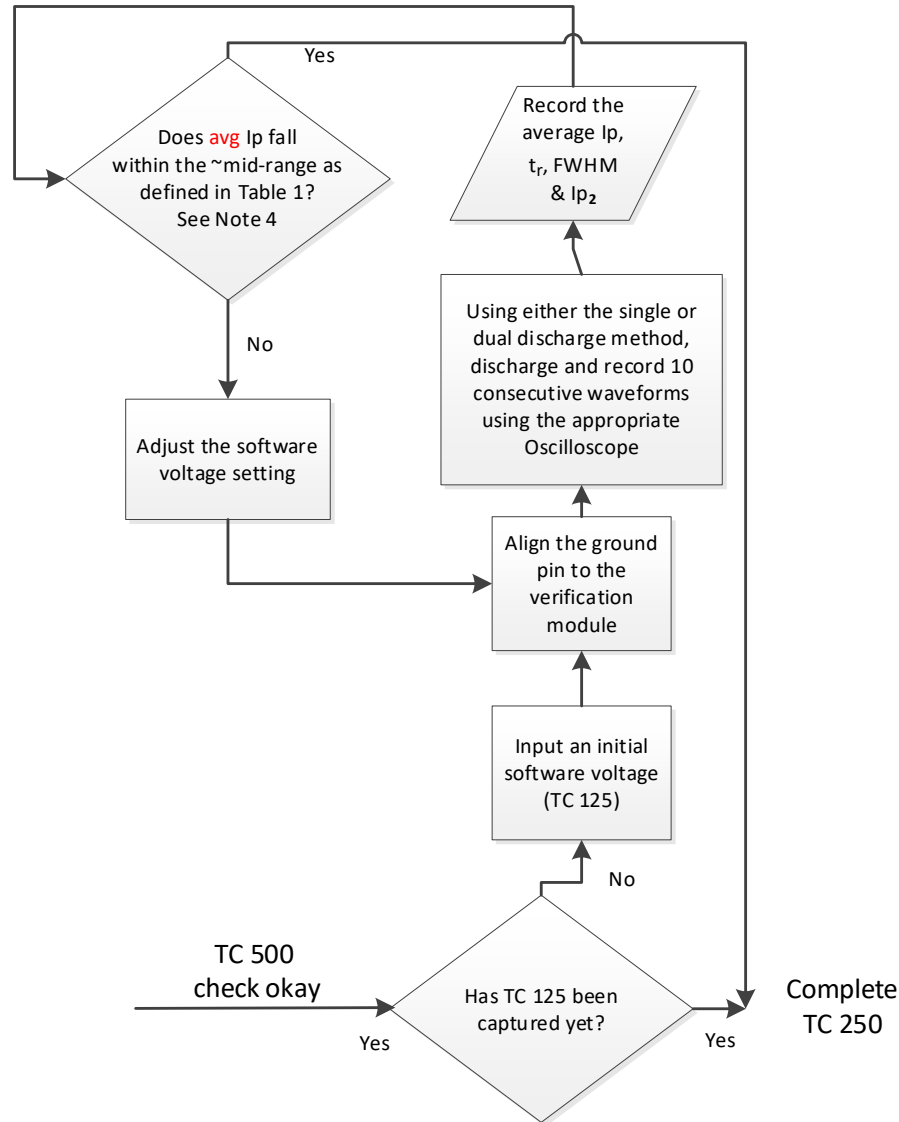 Yes
Does avg Ip fall
within the ~mid-range as
defined in Table 1?
See Note 4
Record the
average Ip,
tr, FWHM
& Ip₂
Using either the single or
dual discharge method,
discharge and record 10
consecutive waveforms
using the appropriate
Oscilloscope
No
Adjust the software
voltage setting
Align the ground
pin to the
verification
module
Input an initial
software voltage
(TC 125)
No
TC 500
check okay
Yes
Has TC 125 been
captured yet?
Yes
Complete
TC 250